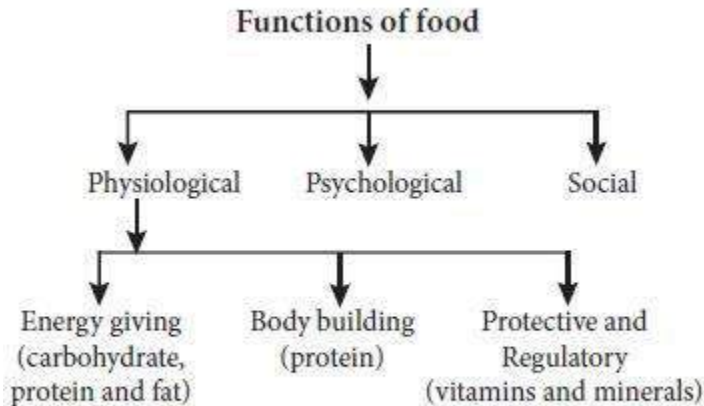 Functions of food
Physiological
Psychological
Social
Energy giving
(carbohydrate,
protein and fat)
Body building
(protein)
Protective and
Regulatory
(vitamins and minerals)